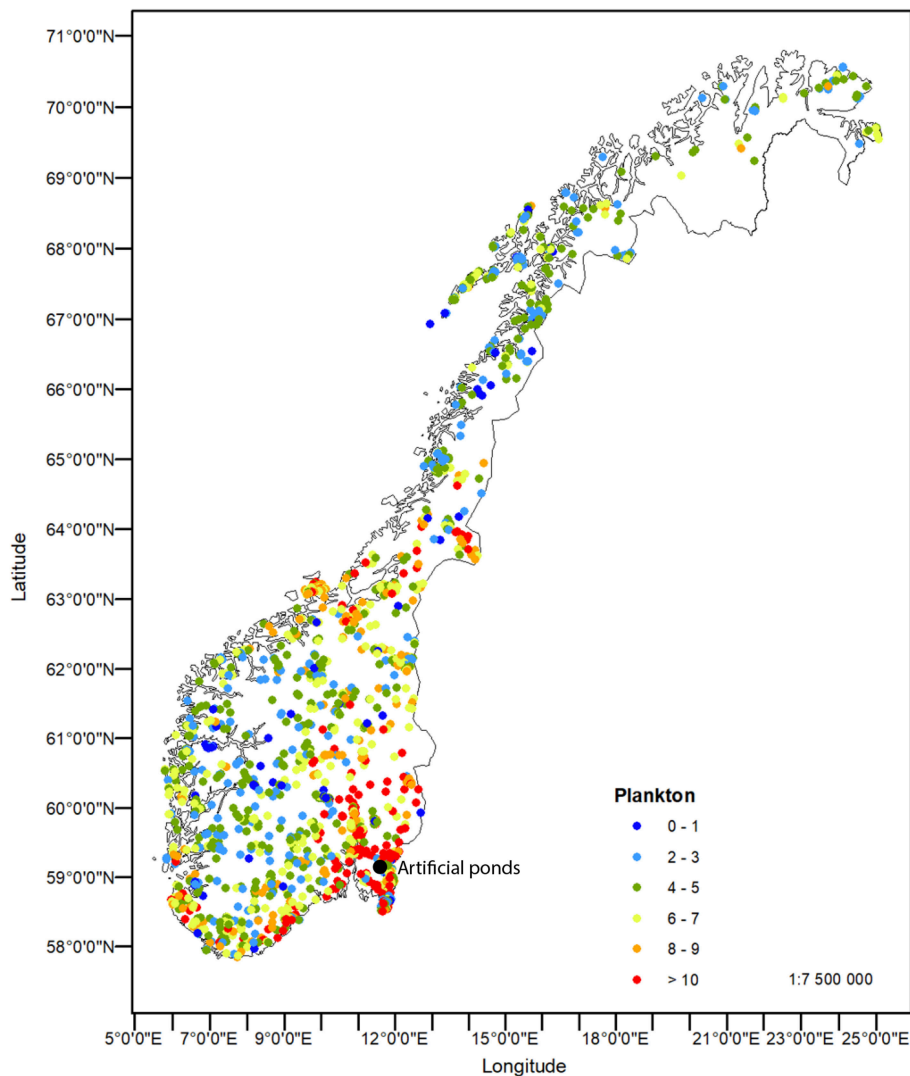 71°0'0"N
70°0'0"N
69°0'0"N
68°0'0"N
67°0'0"N
66°0'0"N
65°0'0"N
64°0'0"N
63°0'0"N
62°0'0"N
61°0'0"N
60°0'0"N
59°0'0"N
58°0'0"N
Latitude
Artificial ponds
Plankton
0 - 1
2 - 3
4 - 5
6 - 7
8 - 9
> 10
1:7 500 000
5°0'0"E 7°0'0"E 9°0'0"E 12°0'0"E 15°0'0"E 18°0'0"E 21°0'0"E 23°0'0"E 25°0'0"E
Longitude